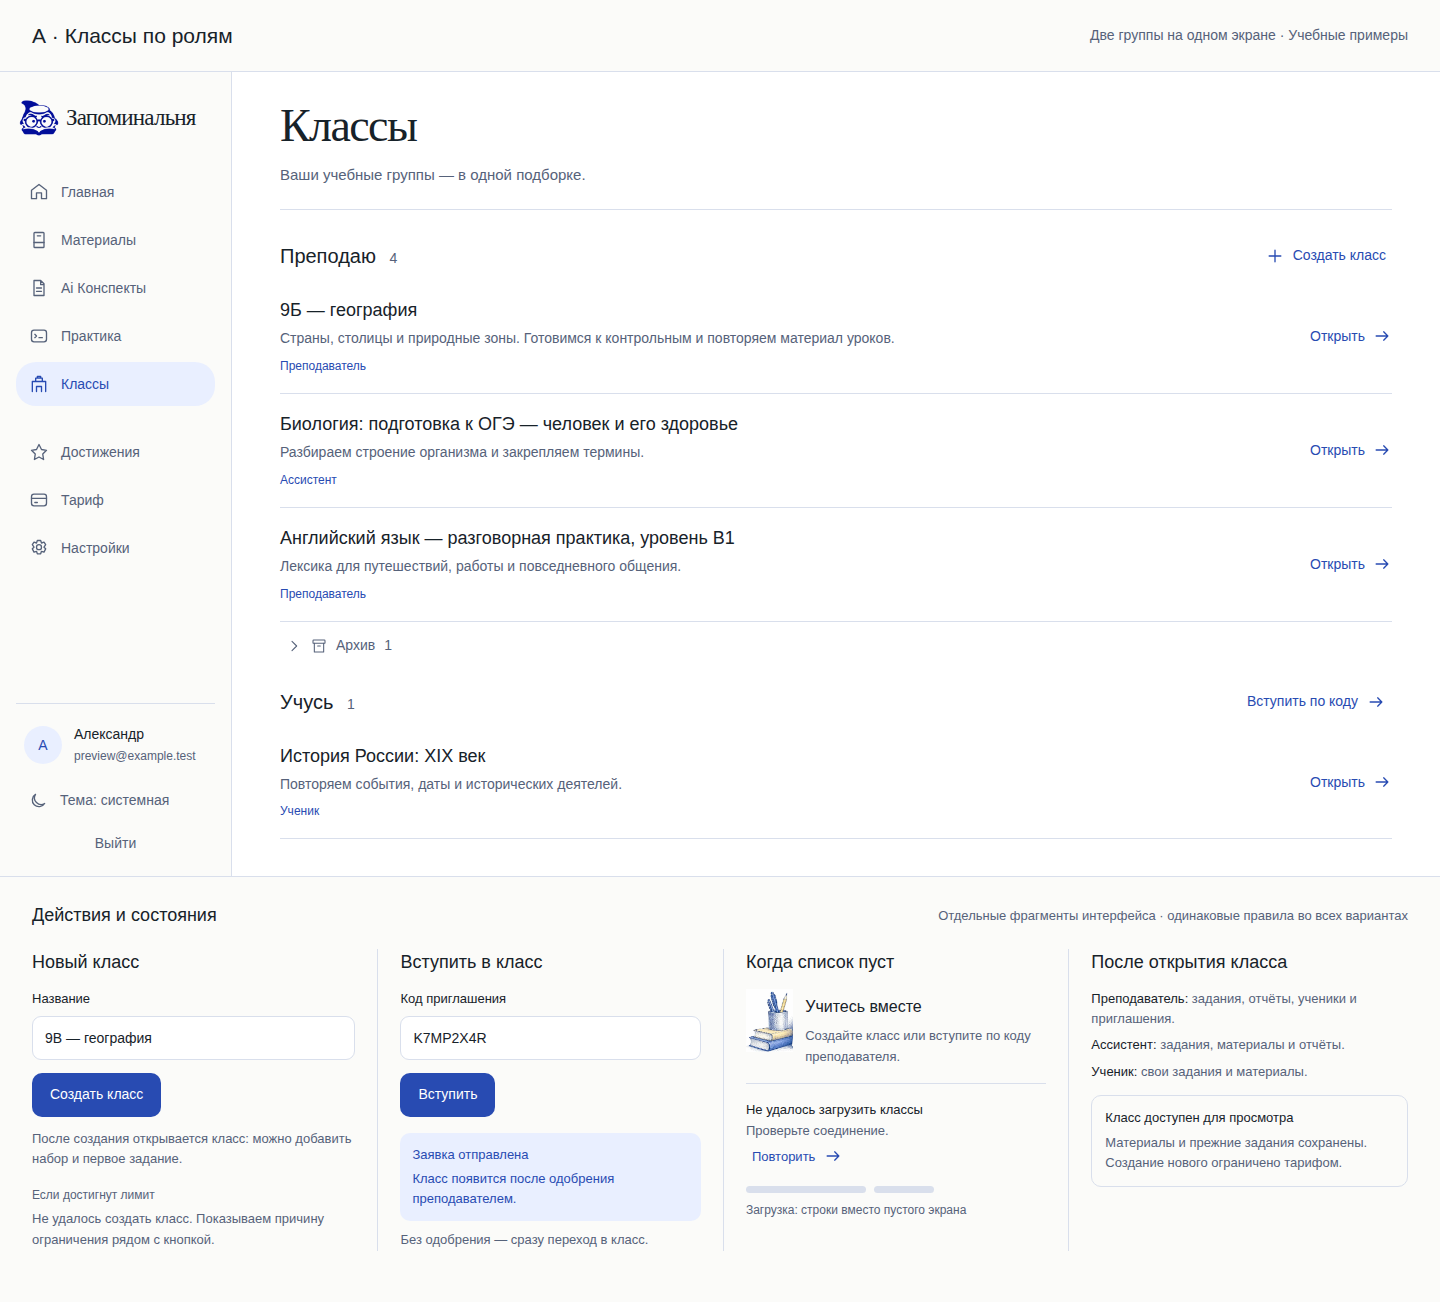 А · Классы по ролям
Две группы на одном экране · Учебные примеры
Запоминальня
Главная
Материалы
Ai Конспекты
Практика
Классы
Достижения
Тариф
Настройки
А
Александр
preview@example.test
Тема: системная
Выйти
Классы
Ваши учебные группы — в одной подборке.
Преподаю 4
Создать класс
9Б — география
Страны, столицы и природные зоны. Готовимся к контрольным и повторяем материал уроков.
Преподаватель
Открыть
Биология: подготовка к ОГЭ — человек и его здоровье
Разбираем строение организма и закрепляем термины.
Ассистент
Открыть
Английский язык — разговорная практика, уровень B1
Лексика для путешествий, работы и повседневного общения.
Преподаватель
Открыть
Архив 1
Учусь 1
Вступить по коду
История России: XIX век
Повторяем события, даты и исторических деятелей.
Ученик
Открыть
Действия и состояния
Отдельные фрагменты интерфейса · одинаковые правила во всех вариантах
Новый класс
Название
9В — география
Создать класс
После создания открывается класс: можно добавить
набор и первое задание.
Если достигнут лимит
Не удалось создать класс. Показываем причину
ограничения рядом с кнопкой.
Вступить в класс
Код приглашения
K7MP2X4R
Вступить
Заявка отправлена
Класс появится после одобрения
преподавателем.
Без одобрения — сразу переход в класс.
Когда список пуст
Учитесь вместе
Создайте класс или вступите по коду
преподавателя.
Не удалось загрузить классы
Проверьте соединение.
Повторить
Загрузка: строки вместо пустого экрана
После открытия класса
Преподаватель: задания, отчёты, ученики и
приглашения.
Ассистент: задания, материалы и отчёты.
Ученик: свои задания и материалы.
Класс доступен для просмотра
Материалы и прежние задания сохранены.
Создание нового ограничено тарифом.